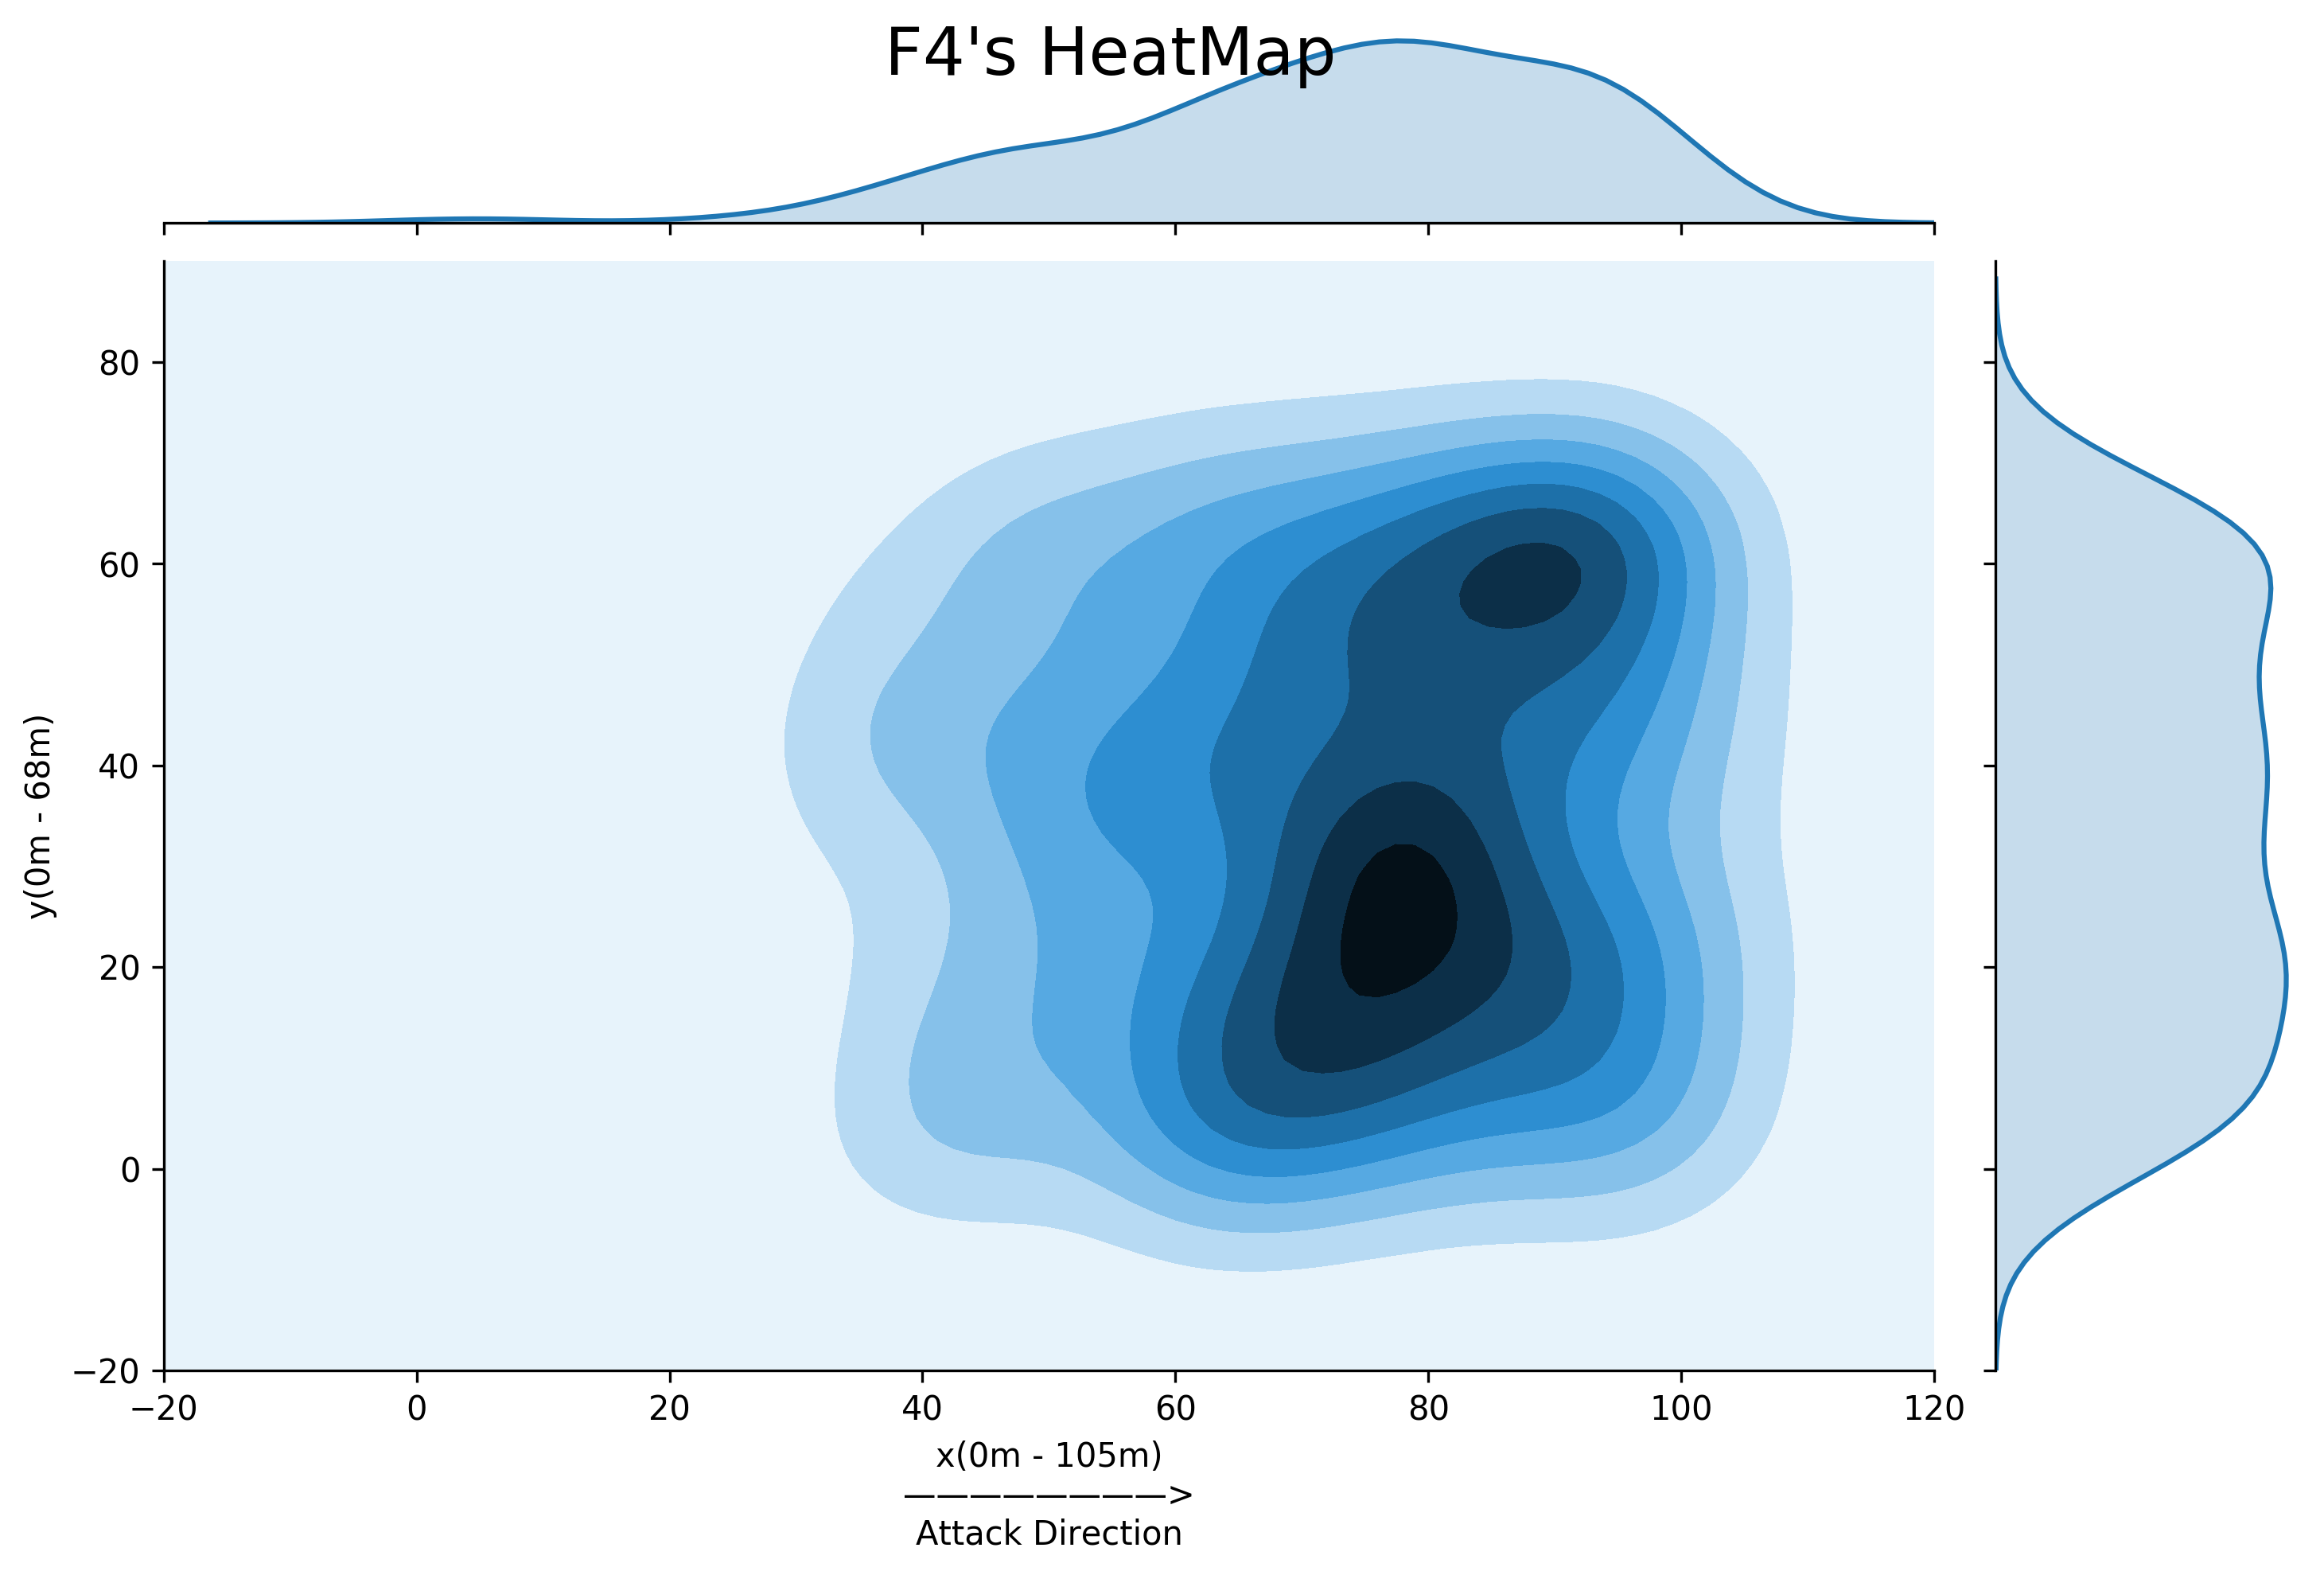 F4's HeatMap
80
60
40
20
0
−20
y(0m - 68m)
−20 0 20 40 60 80 100 120
x(0m - 105m)
————————>
Attack Direction